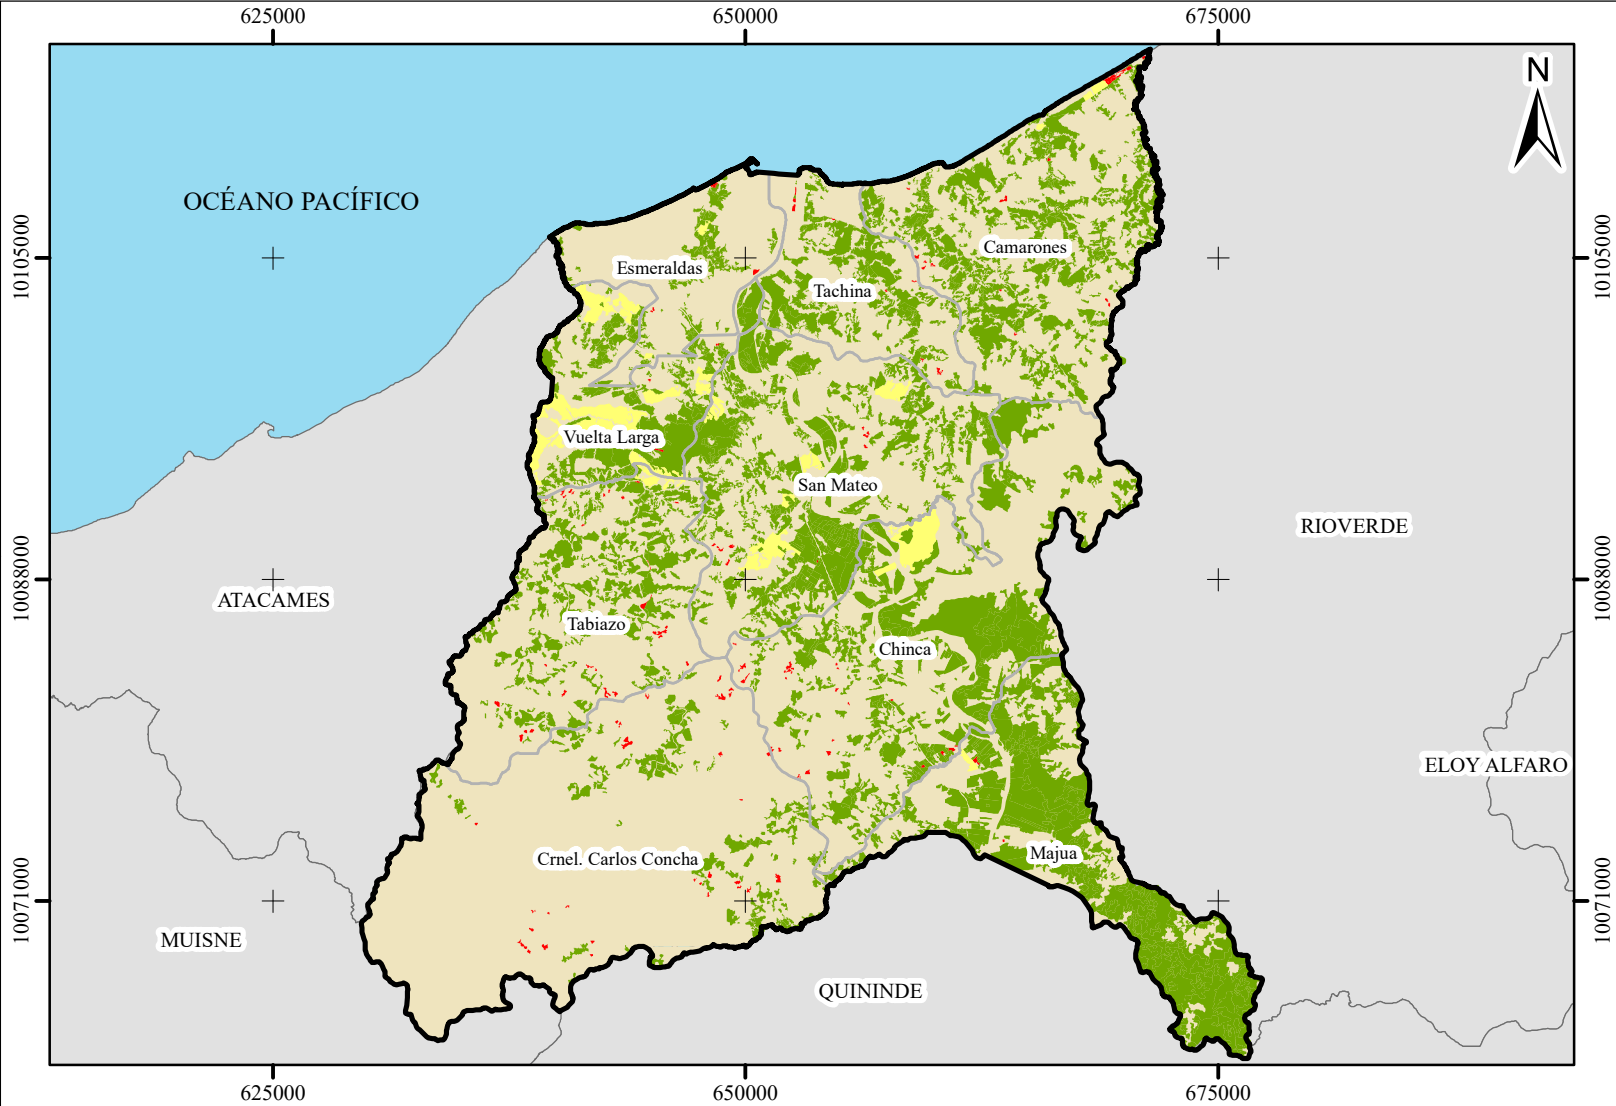 625000
650000
675000
N
OCÉANO PACÍFICO
10105000
10105000
Camarones
Esmeraldas
Tachina
Vuelta Larga
San Mateo
RIOVERDE
10088000
10088000
ATACAMES
Tabiazo
Chinca
ELOY ALFARO
Majua
Crnel. Carlos Concha
10071000
10071000
MUISNE
QUININDE
625000
650000
675000